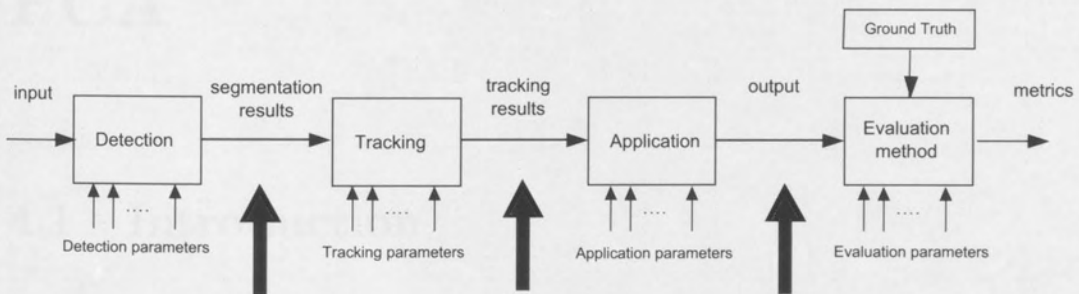 Ground Truth
input
segmentation
results
tracking
results
output
metrics
Detection
Tracking
Application
Evaluation
method
....
....
....
....
Detection parameters
Tracking parameters
Application parameters
Evaluation parameters